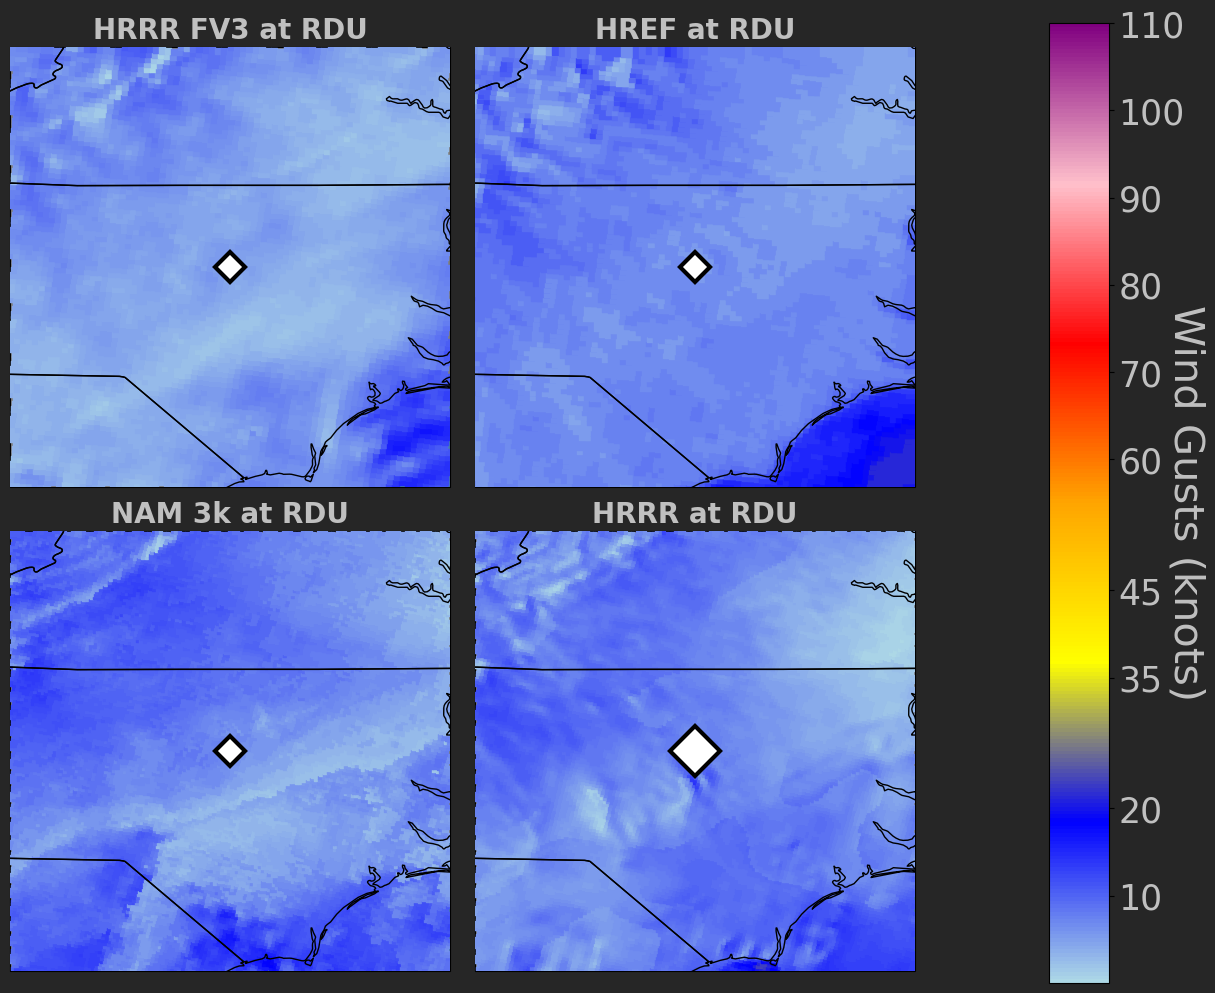 HRRR FV3 at RDU
HREF at RDU
NAM 3k at RDU
HRRR at RDU
110
100
90
80
70
60
45
35
20
10
Wind Gusts (knots)